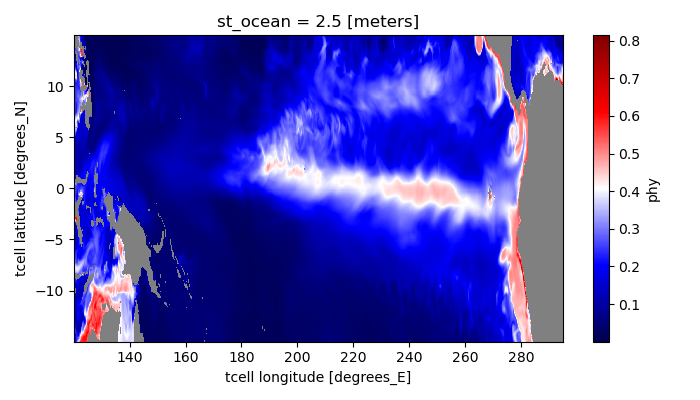 st_ocean = 2.5 [meters]
10
5
0
−5
−10
tcell latitude [degrees_N]
140 160 180 200 220 240 260 280
tcell longitude [degrees_E]
0.8
0.7
0.6
0.5
0.4
0.3
0.2
0.1
phy